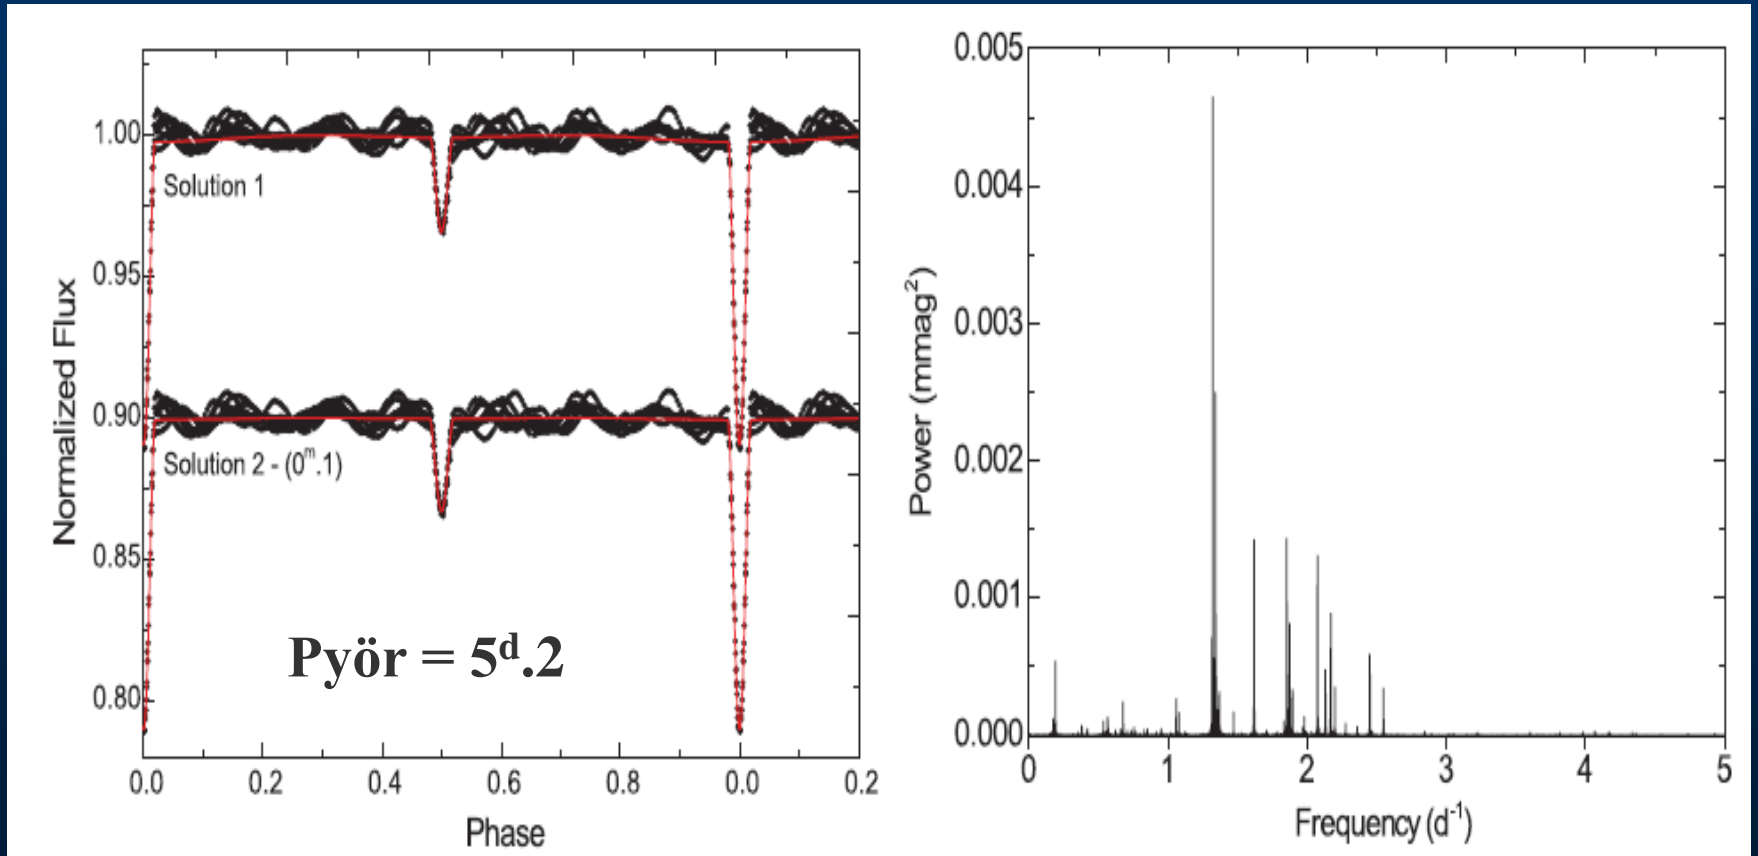 Normalized Flux
1.00
0.95
0.90
0.85
0.80
Solution 1
Solution 2 - (0ᵐ.1)
Pyör = 5ᵈ.2
0.0 0.2 0.4 0.6 0.8 0.0 0.2
Phase
Power (mmag²)
0.005
0.004
0.003
0.002
0.001
0.000
0 1 2 3 4 5
Frequency (d⁻¹)